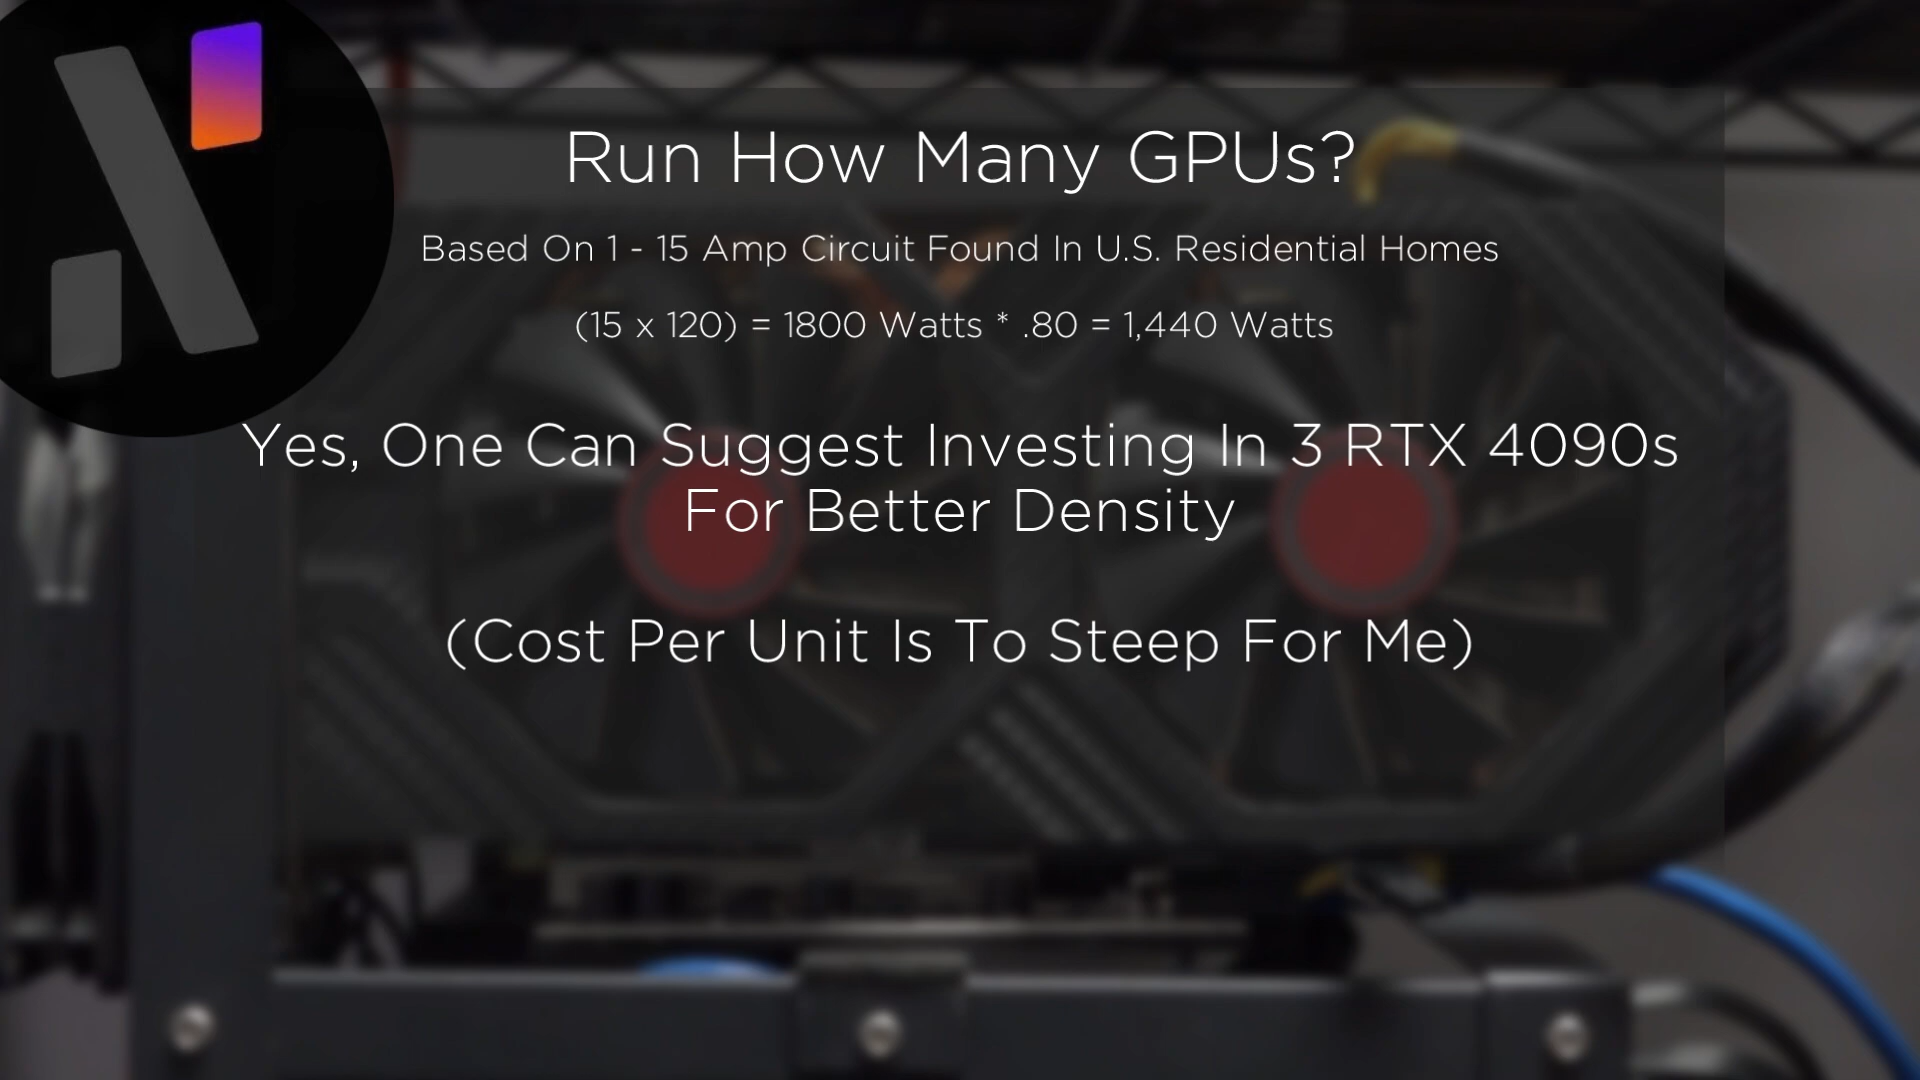 Run How Many GPUs?
Based On 1 - 15 Amp Circuit Found In U.S. Residential Homes
(15 x 120) = 1800 Watts * .80 = 1,440 Watts
Yes, One Can Suggest Investing In 3 RTX 4090s
For Better Density
(Cost Per Unit Is To Steep For Me)